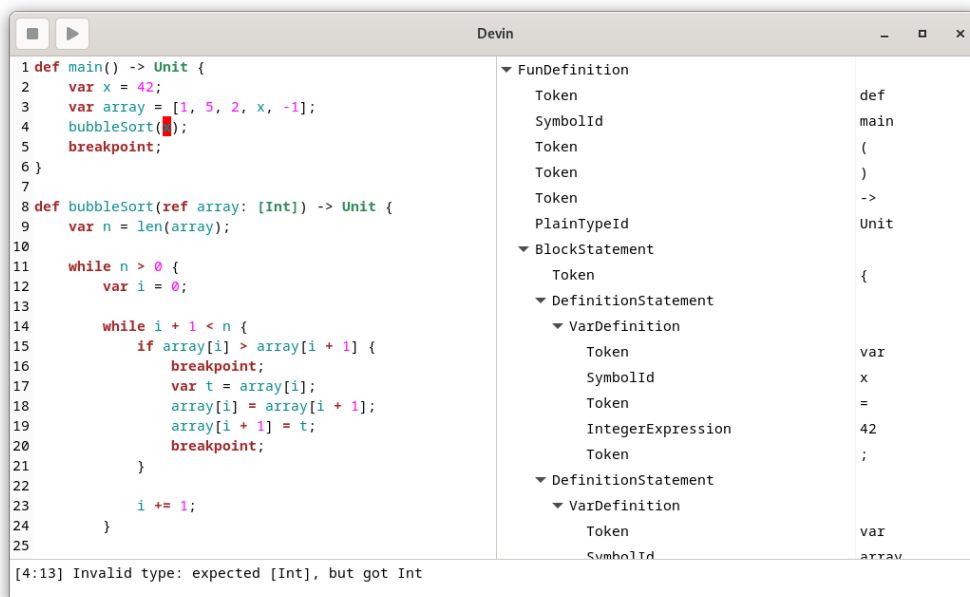 Devin
1 def main() -> Unit {
2     var x = 42;
3     var array = [1, 5, 2, x, -1];
4     bubbleSort(x);
5     breakpoint;
6 }
7
8 def bubbleSort(ref array: [Int]) -> Unit {
9     var n = len(array);
10
11     while n > 0 {
12         var i = 0;
13
14         while i + 1 < n {
15             if array[i] > array[i + 1] {
16                 breakpoint;
17                 var t = array[i];
18                 array[i] = array[i + 1];
19                 array[i + 1] = t;
20                 breakpoint;
21             }
22
23             i += 1;
24         }
25
FunDefinition
Token def
SymbolId main
Token (
Token )
Token ->
PlainTypeId Unit
BlockStatement
Token {
DefinitionStatement
VarDefinition
Token var
SymbolId x
Token =
IntegerExpression 42
Token ;
DefinitionStatement
VarDefinition
Token var
SymbolId array
[4:13] Invalid type: expected [Int], but got Int